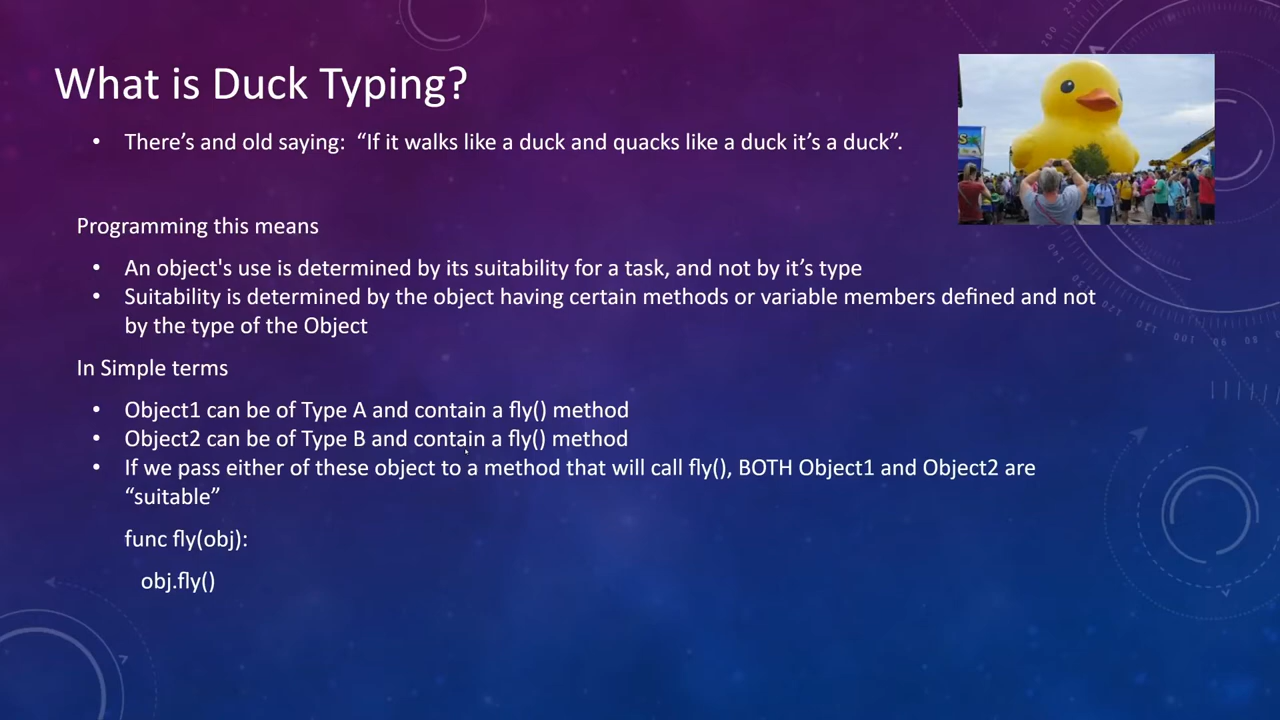 What is Duck Typing?
• There’s and old saying:  “If it walks like a duck and quacks like a duck it’s a duck”.
Programming this means
• An object's use is determined by its suitability for a task, and not by it’s type
• Suitability is determined by the object having certain methods or variable members defined and not
by the type of the Object
In Simple terms
• Object1 can be of Type A and contain a fly() method
• Object2 can be of Type B and contain a fly() method
• If we pass either of these object to a method that will call fly(), BOTH Object1 and Object2 are
“suitable”
func fly(obj):
obj.fly()